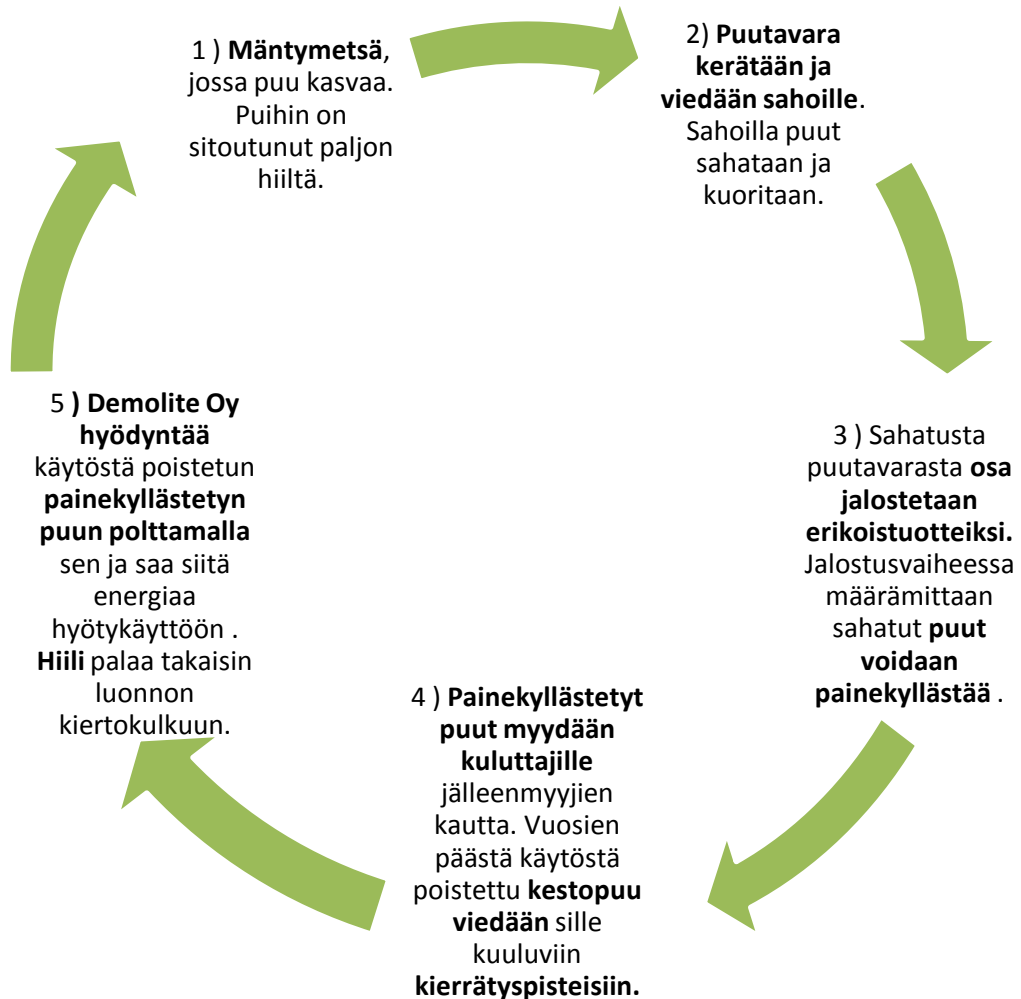 1 ) Mäntymetsä,
jossa puu kasvaa.
Puihin on
sitoutunut paljon
hiiltä.
2) Puutavara
kerätään ja
viedään sahoille.
Sahoilla puut
sahataan ja
kuoritaan.
3 ) Sahatusta
puutavarasta osa
jalostetaan
erikoistuotteiksi.
Jalostusvaiheessa
määrämittaan
sahatut puut
voidaan
painekyllästää .
4 ) Painekyllästetyt
puut myydään
kuluttajille
jälleenmyyjien
kautta. Vuosien
päästä käytöstä
poistettu kestopuu
viedään sille
kuuluviin
kierrätyspisteisiin.
5 ) Demolite Oy
hyödyntää
käytöstä poistetun
painekyllästetyn
puun polttamalla
sen ja saa siitä
energiaa
hyötykäyttöön .
Hiili palaa takaisin
luonnon
kiertokulkuun.